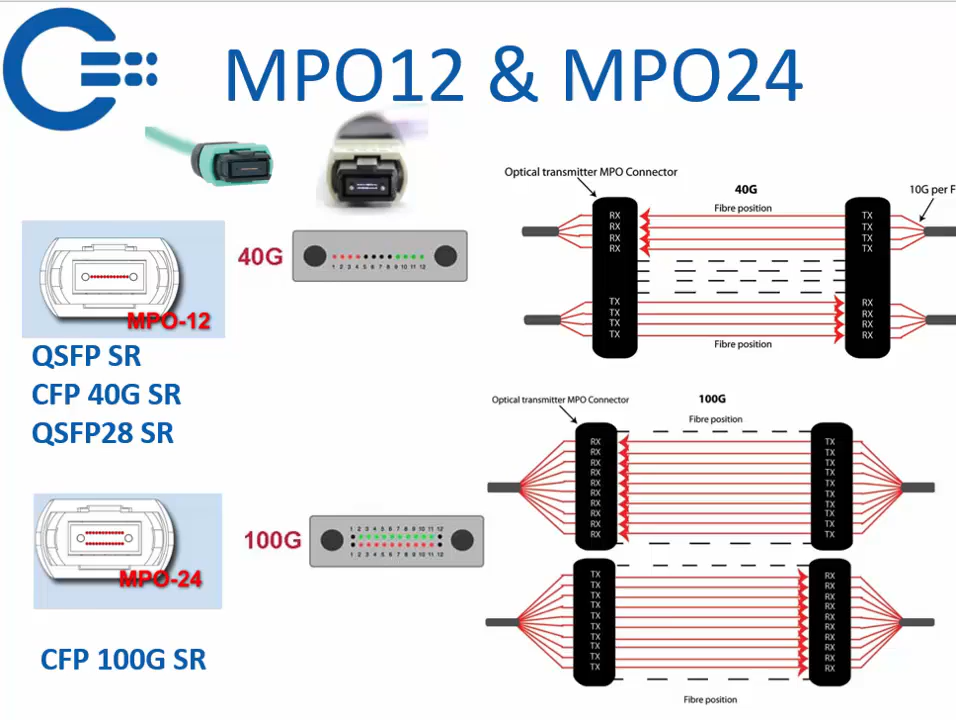 MPO12 & MPO24
Optical transmitter MPO Connector
40G
10G per F
Fibre position
RX
RX
RX
RX
TX
TX
TX
TX
TX
TX
TX
TX
RX
RX
RX
RX
Fibre position
40G
1 2 3 4 5 6 7 8 9 10 11 12
MPO-12
QSFP SR
CFP 40G SR
QSFP28 SR
Optical transmitter MPO Connector
100G
Fibre position
RX
RX
RX
RX
RX
RX
RX
RX
RX
RX
TX
TX
TX
TX
TX
TX
TX
TX
TX
TX
100G
1 2 3 4 5 6 7 8 9 10 11 12
1 2 3 4 5 6 7 8 9 10 11 12
MPO-24
TX
TX
TX
TX
TX
TX
TX
TX
TX
TX
RX
RX
RX
RX
RX
RX
RX
RX
RX
RX
CFP 100G SR
Fibre position